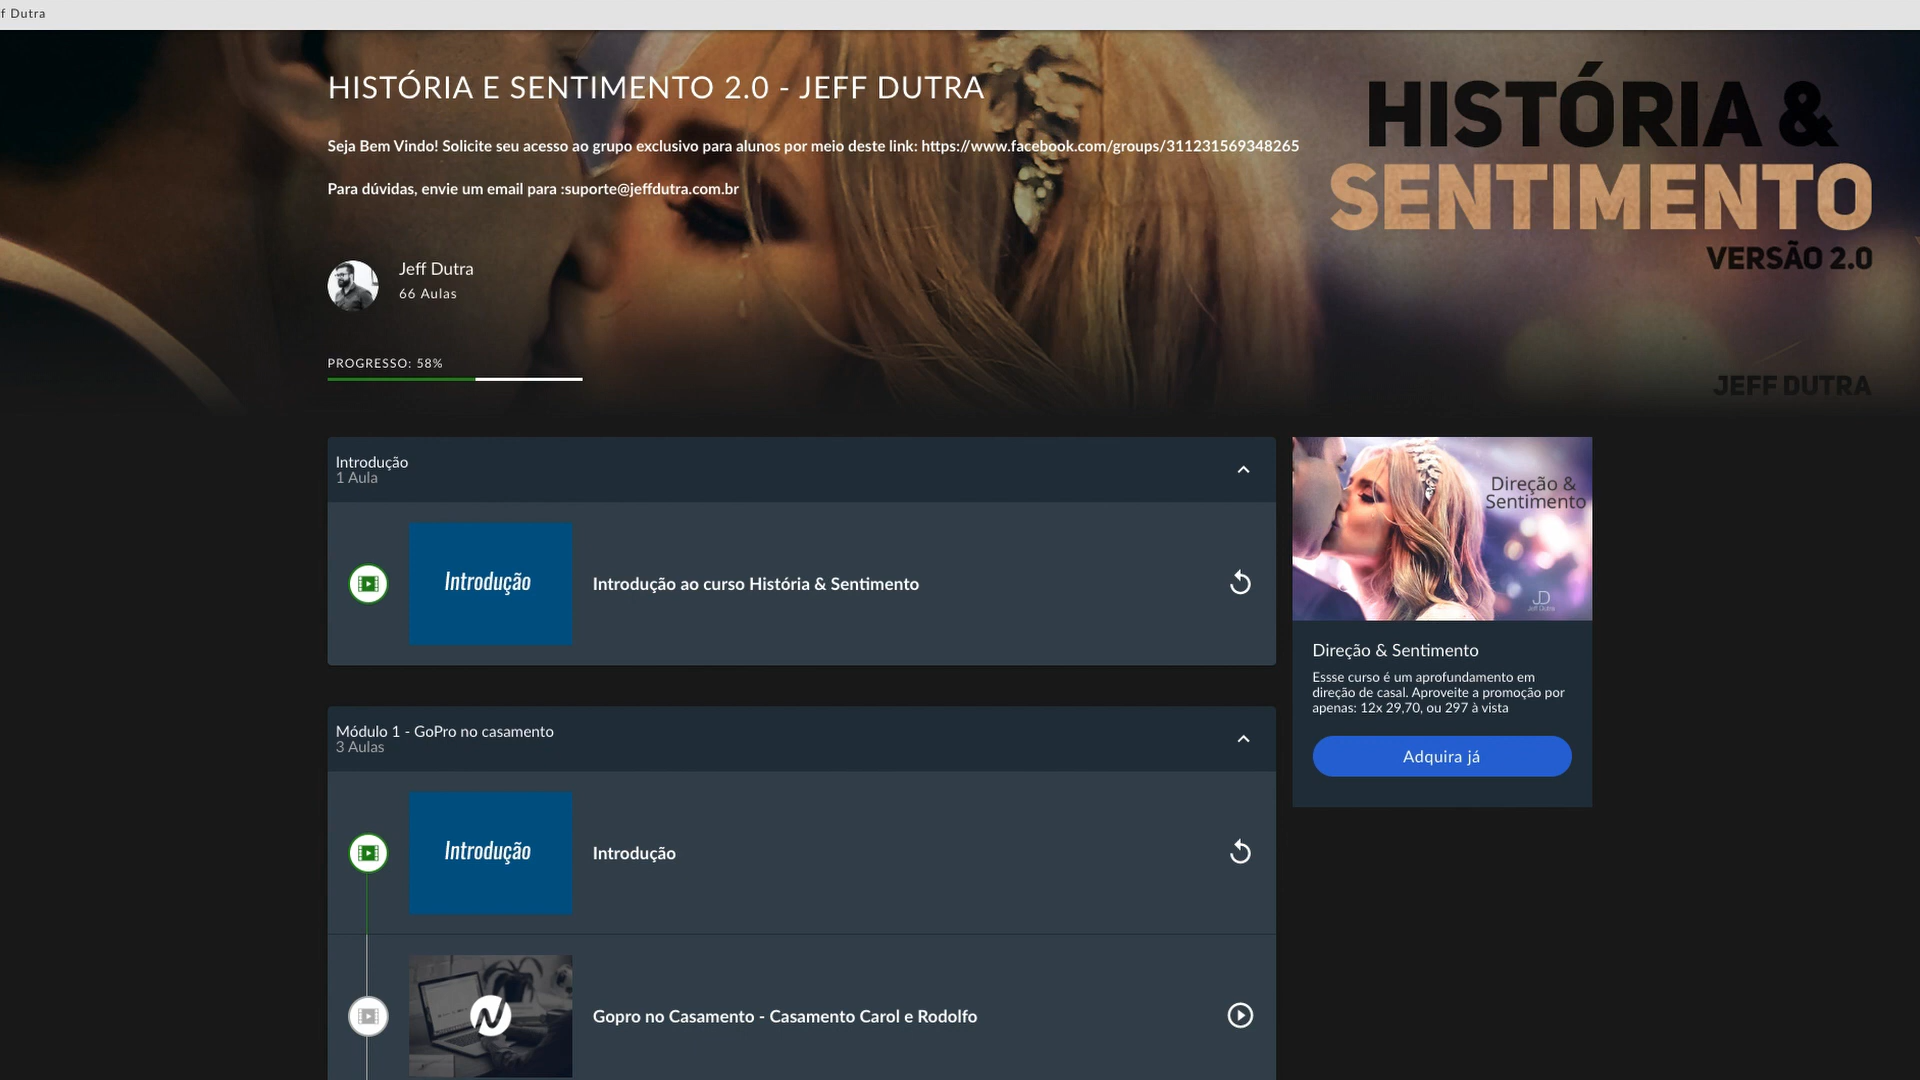 f Dutra
HISTÓRIA E SENTIMENTO 2.0 - JEFF DUTRA
Seja Bem Vindo! Solicite seu acesso ao grupo exclusivo para alunos por meio deste link: https://www.facebook.com/groups/311231569348265
Para dúvidas, envie um email para :suporte@jeffdutra.com.br
Jeff Dutra
66 Aulas
PROGRESSO: 58%
HISTÓRIA &
SENTIMENTO
VERSÃO 2.0
JEFF DUTRA
Introdução
1 Aula
Introdução
Introdução ao curso História & Sentimento
Módulo 1 - GoPro no casamento
3 Aulas
Introdução
Introdução
Gopro no Casamento - Casamento Carol e Rodolfo
Direção &
Sentimento
JD
Jeff Dutra
Direção & Sentimento
Essse curso é um aprofundamento em
direção de casal. Aproveite a promoção por
apenas: 12x 29,70, ou 297 à vista
Adquira já